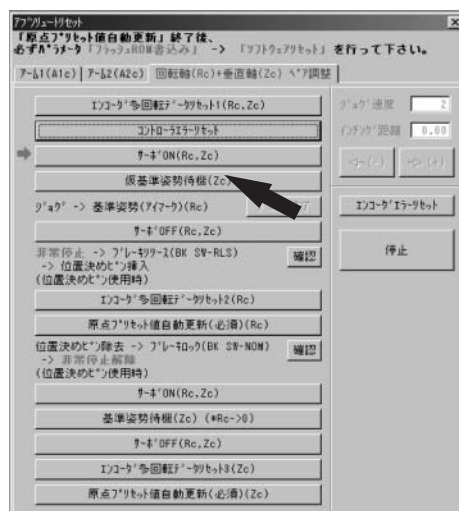 アブソリュートリセット
「原点プリセット値自動更新」終了後、
必ずパラメータ「フラッシュROM書込み」 -> 「ソフトウェアリセット」 を行って下さい。
アーム1(A1c) アーム2(A2c) 回転軸(Rc)+垂直軸(Zc) ペア調整
エンコーダ多回転データリセット1(Rc,Zc)
コントローラエラーリセット
サーボON(Rc,Zc)
仮基準姿勢待機(Zc)
ジョグ -> 基準姿勢(アイマーク)(Rc)
サーボOFF(Rc,Zc)
非常停止 -> ブレーキリリース(BK SW-RLS)
-> 位置決めピン挿入
(位置決めピン使用時)
確認
エンコーダ多回転データリセット2(Rc)
原点プリセット値自動更新(必須)(Rc)
位置決めピン除去 -> ブレーキロック(BK SW-NOM)
-> 非常停止解除
(位置決めピン使用時)
確認
サーボON(Rc,Zc)
基準姿勢待機(Zc) (*Rc->0)
サーボOFF(Rc,Zc)
エンコーダ多回転データリセット3(Zc)
原点プリセット値自動更新(必須)(Zc)
ジョグ速度 2
インチング距離 0.00
<-(-) -> (+)
エンコーダエラーリセット
停止